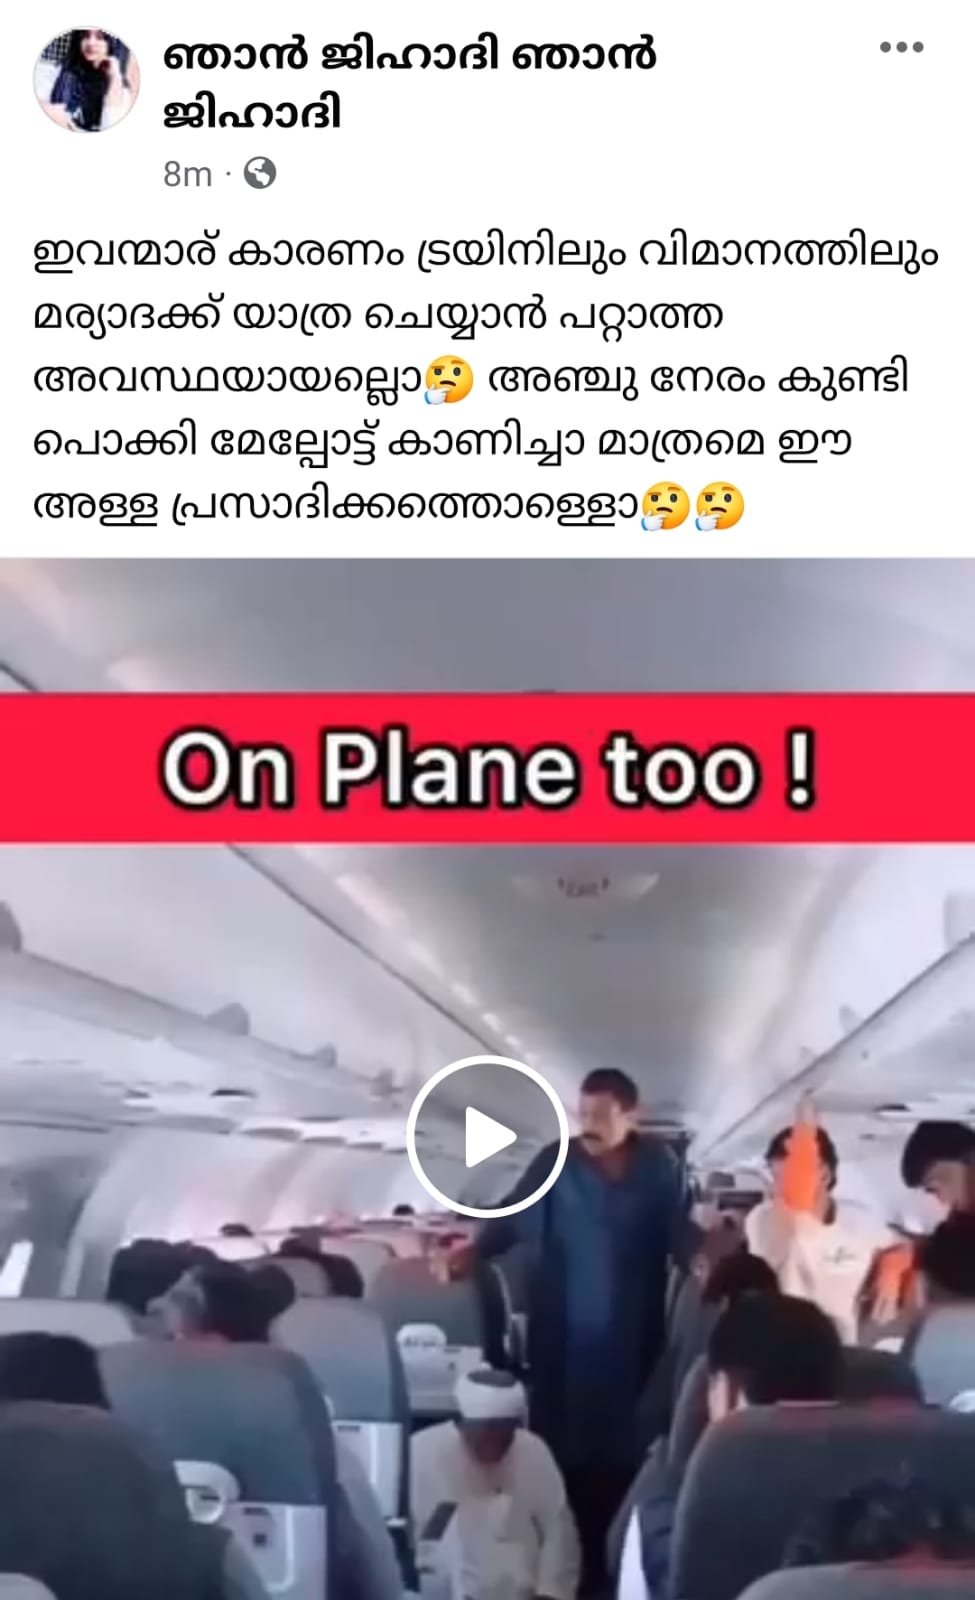 ഞാൻ ജിഹാദി ഞാൻ
ജിഹാദി
8m ·
ഇവന്മാര് കാരണം ട്രയിനിലും വിമാനത്തിലും
മര്യാദക്ക് യാത്ര ചെയ്യാൻ പറ്റാത്ത
അവസ്ഥയായല്ലൊ🤔 അഞ്ചു നേരം കുണ്ടി
പൊക്കി മേല്പോട്ട് കാണിച്ചാ മാത്രമെ ഈ
അള്ള പ്രസാദിക്കത്തൊള്ളൊ🤔🤔
On Plane too !